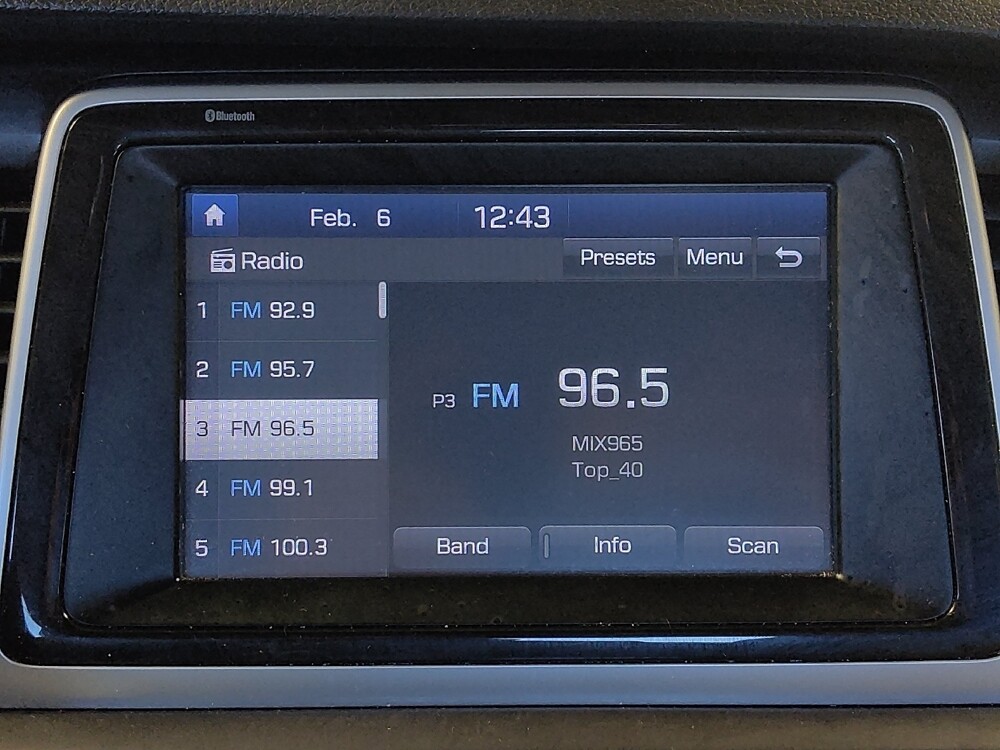 Bluetooth
Feb. 6 12:43
Radio Presets Menu
1 FM 92.9
2 FM 95.7
3 FM 96.5
4 FM 99.1
5 FM 100.3
P3 FM 96.5
MIX965
Top_40
Band Info Scan